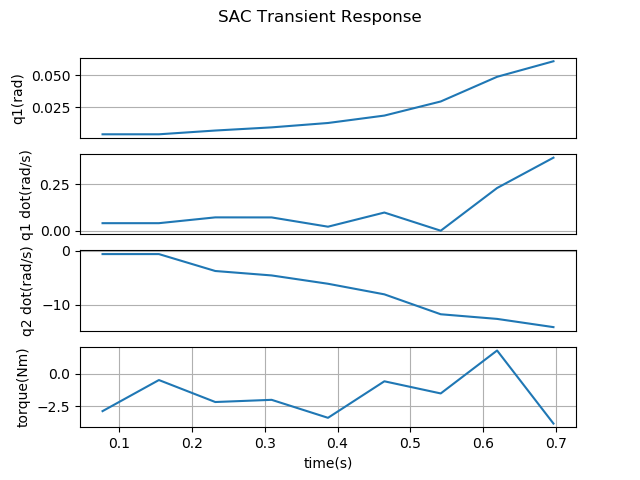 SAC Transient Response
q1(rad)
0.050
0.025
q1 dot(rad/s)
0.25
0.00
q2 dot(rad/s)
0
−10
torque(Nm)
0.0
−2.5
0.1 0.2 0.3 0.4 0.5 0.6 0.7
time(s)